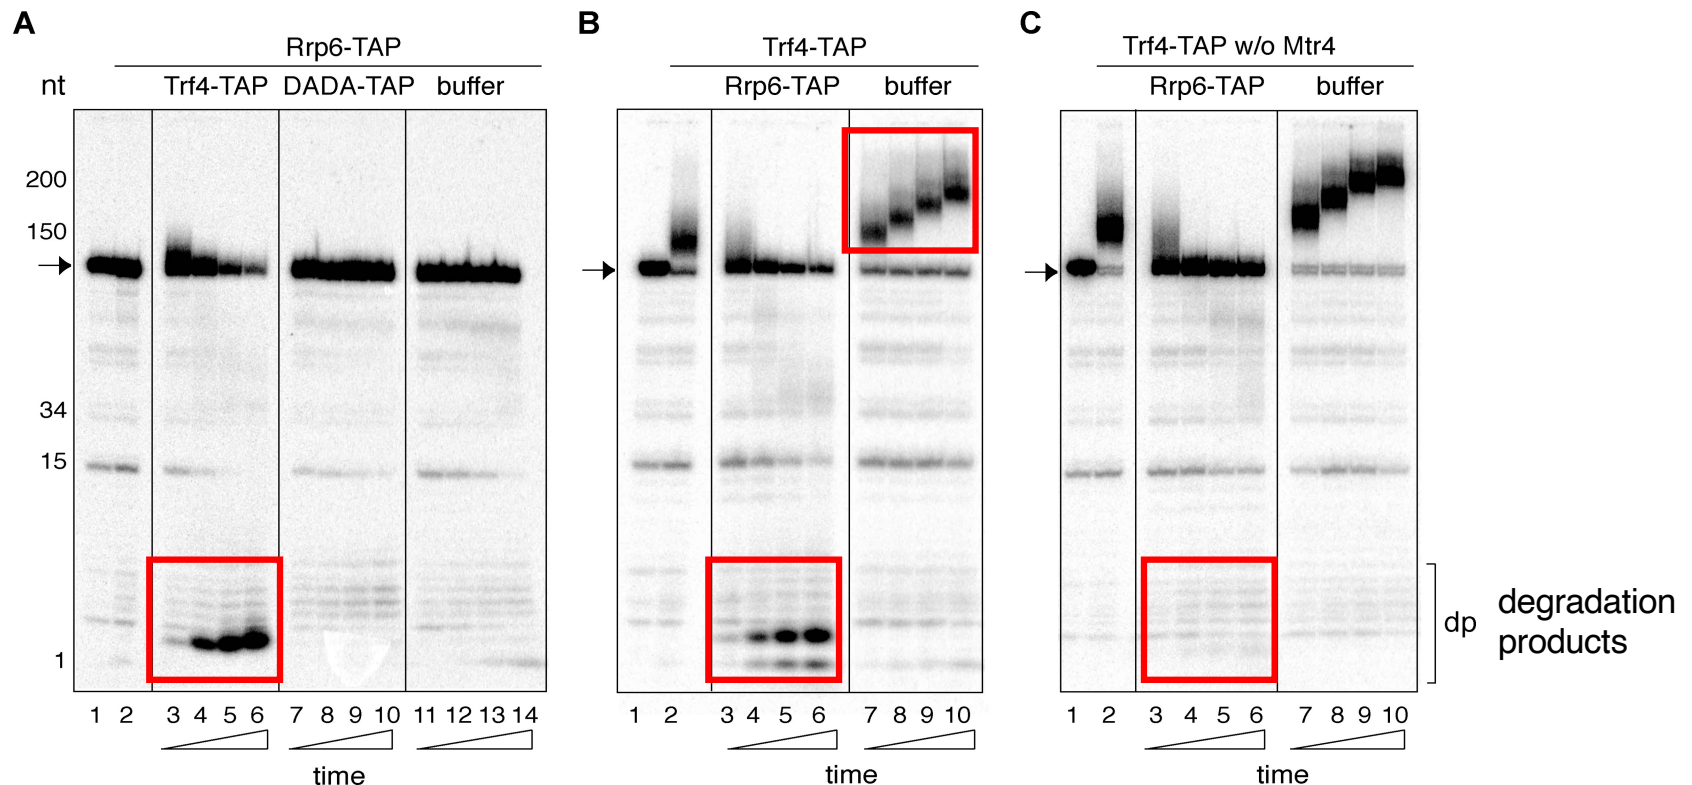 A B C
Rrp6-TAP Trf4-TAP Trf4-TAP w/o Mtr4
nt Trf4-TAP DADA-TAP buffer Rrp6-TAP buffer Rrp6-TAP buffer
200
150
34
15
1
degradation
dp
products
1 2 3 4 5 6 7 8 9 10 11 12 13 14 1 2 3 4 5 6 7 8 9 10 1 2 3 4 5 6 7 8 9 10
time time time